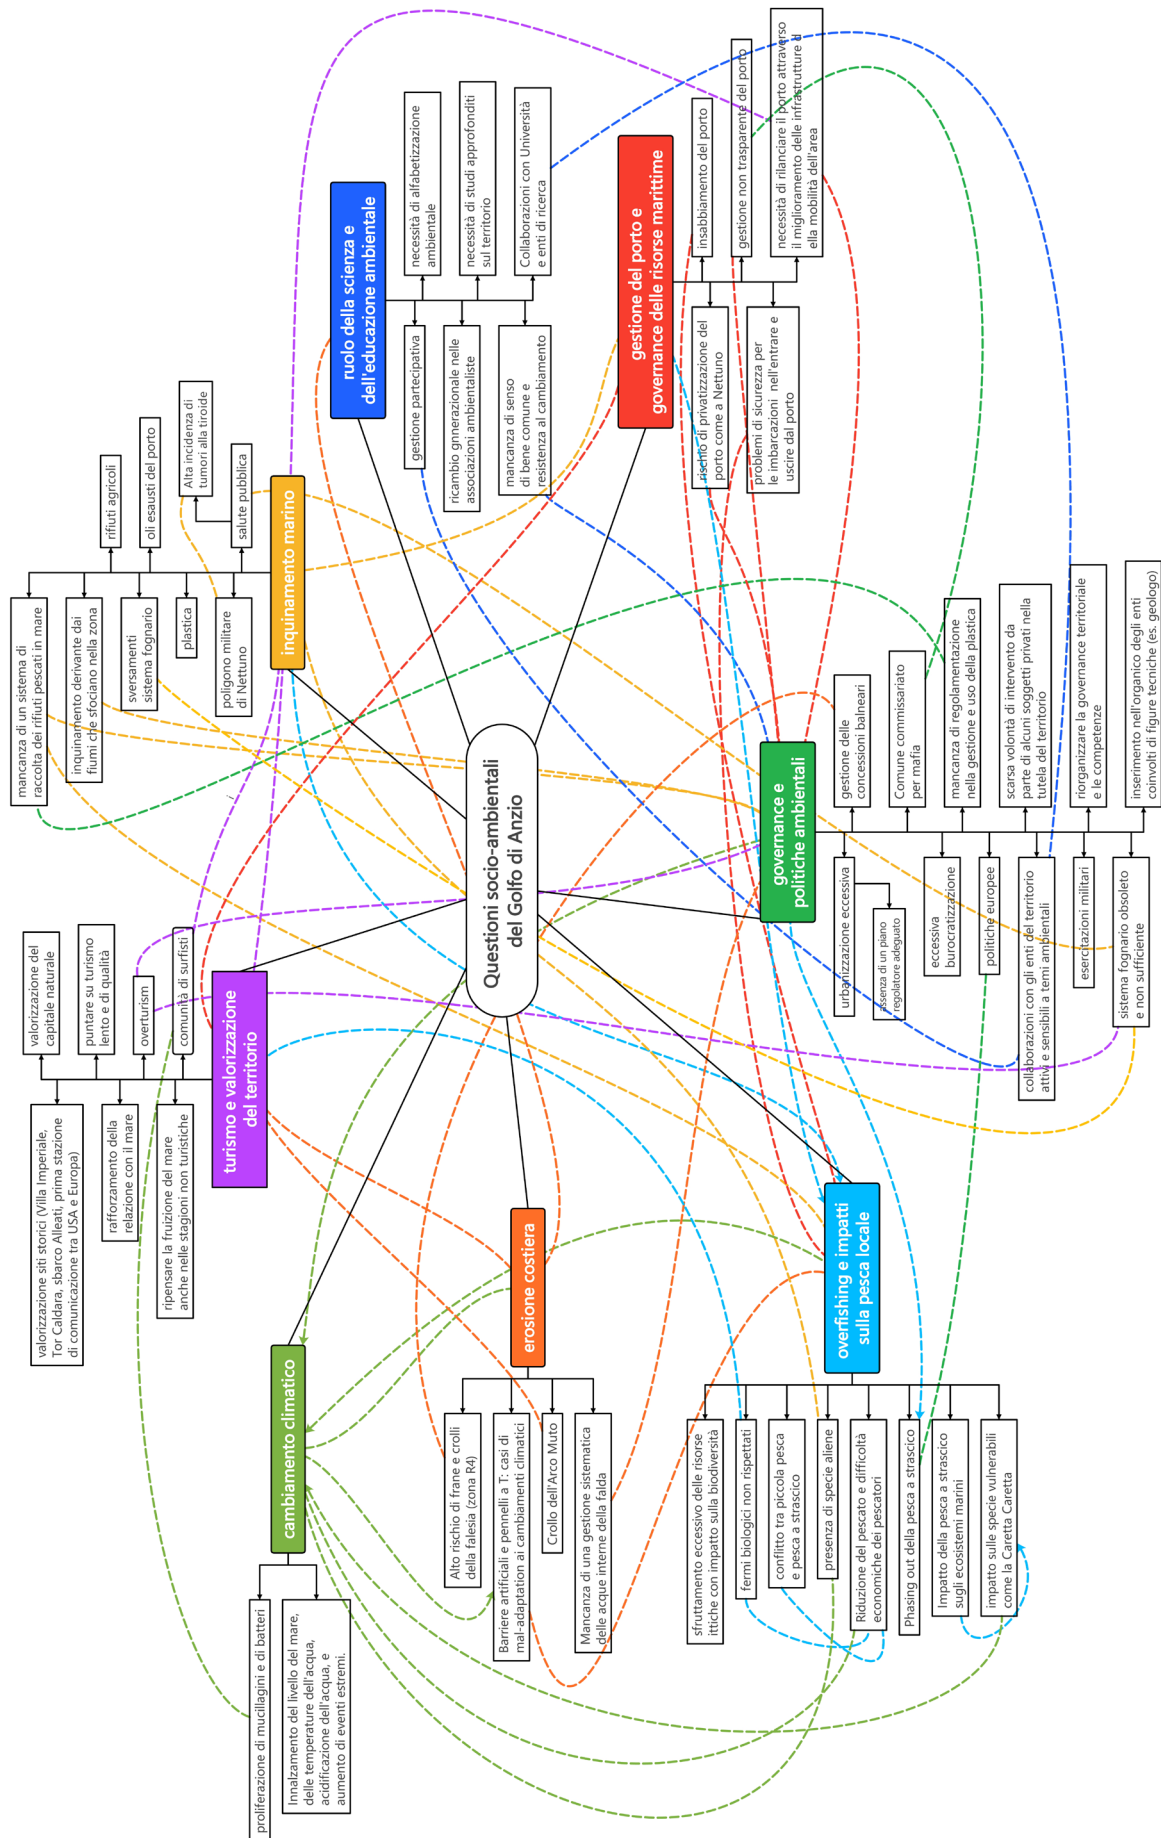 Questioni socio-ambientali
del Golfo di Anzio
cambiamento climatico
proliferazione di mucillagini e di batteri
Innalzamento del livello del mare,
delle temperature dell'acqua,
acidificazione dell'acqua, e
aumento di eventi estremi.
turismo e valorizzazione
del territorio
valorizzazione siti storici (Villa Imperiale,
Tor Caldara, sbarco Alleati, prima stazione
di comunicazione tra USA e Europa)
rafforzamento della
relazione con il mare
ripensare la fruizione del mare
anche nelle stagioni non turistiche
valorizzazione del
capitale naturale
puntare su turismo
lento e di qualità
overturism
comunità di surfisti
inquinamento marino
mancanza di un sistema di
raccolta dei rifiuti pescati in mare
inquinamento derivante dai
fiumi che sfociano nella zona
sversamenti
sistema fognario
plastica
poligono militare
di Nettuno
rifiuti agricoli
oli esausti del porto
Alta incidenza di
tumori alla tiroide
salute pubblica
ruolo della scienza e
dell'educazione ambientale
gestione partecipativa
ricambio gnnerazionale nelle
associazioni ambientaliste
mancanza di senso
di bene comune e
resistenza al cambiamento
necessità di alfabetizzazione
ambientale
necessità di studi approfonditi
sul territorio
Collaborazioni con Università
e enti di ricerca
erosione costiera
Alto rischio di frane e crolli
della falesia (zona R4)
Barriere artificiali e pennelli a T: casi di
mal-adaptation ai cambiamenti climatici
Crollo dell'Arco Muto
Mancanza di una gestione sistematica
delle acque interne della falda
overfishing e impatti
sulla pesca locale
sfruttamento eccessivo delle risorse
ittiche con impatto sulla biodiversità
fermi biologici non rispettati
conflitto tra piccola pesca
e pesca a strascico
presenza di specie aliene
Riduzione del pescato e difficoltà
economiche dei pescatori
Phasing out della pesca a strascico
Impatto della pesca a strascico
sugli ecosistemi marini
impatto sulle specie vulnerabili
come la Caretta Caretta
governance e
politiche ambientali
urbanizzazione eccessiva
assenza di un piano
regolatore adeguato
eccessiva
burocratizzazione
politiche europee
collaborazioni con gli enti del territorio
attivi e sensibili a temi ambientali
esercitazioni militari
sistema fognario obsoleto
e non sufficiente
gestione delle
concessioni balneari
Comune commissariato
per mafia
mancanza di regolamentazione
nella gestione e uso della plastica
scarsa volontà di intervento da
parte di alcuni soggetti privati nella
tutela del territorio
riorganizzare la governance territoriale
e le competenze
inserimento nell'organico degli enti
coinvolti di figure tecniche (es. geologo)
gestione del porto e
governance delle risorse marittime
rischio di privatizzazione del
porto come a Nettuno
problemi di sicurezza per
le imbarcazioni nell'entrare e
uscire dal porto
insabbiamento del porto
gestione non trasparente del porto
necessità di rilanciare il porto attraverso
il miglioramento delle infrastrutture d
ella mobilità dell'area